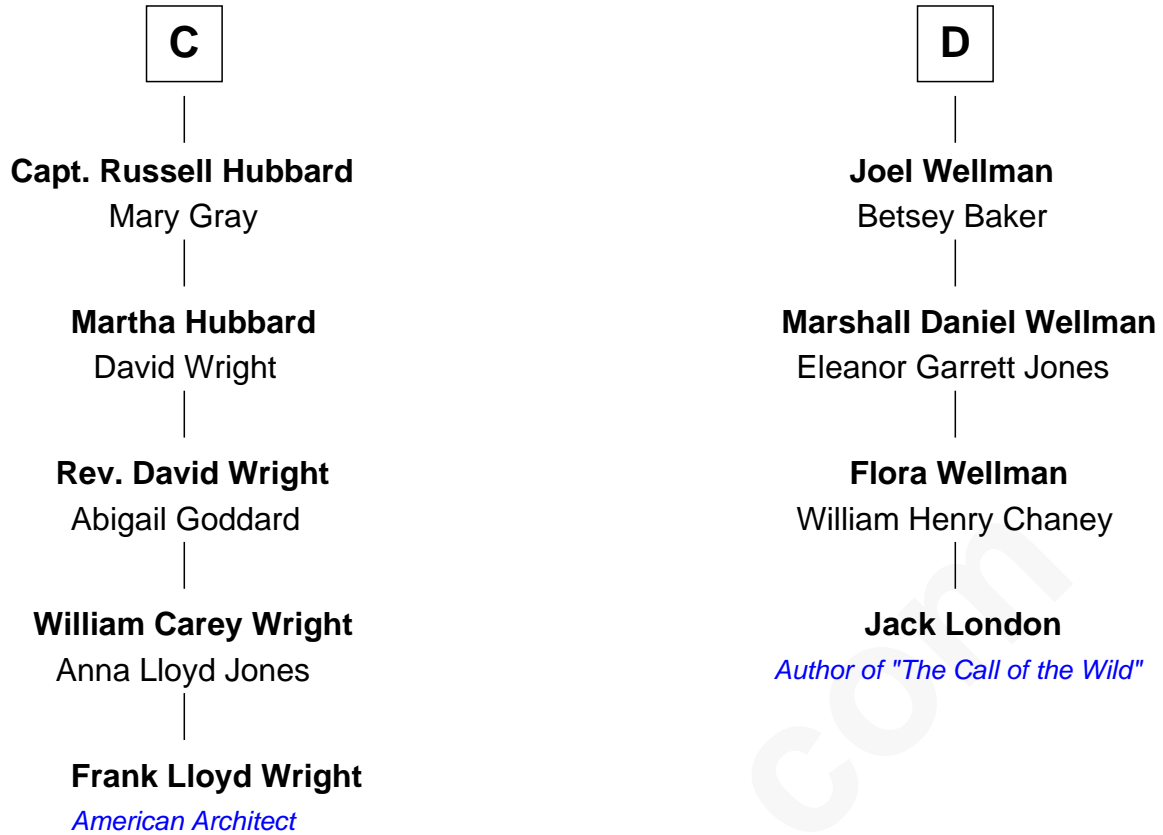 C
Capt. Russell Hubbard
Mary Gray
Martha Hubbard
David Wright
Rev. David Wright
Abigail Goddard
William Carey Wright
Anna Lloyd Jones
Frank Lloyd Wright
American Architect
D
Joel Wellman
Betsey Baker
Marshall Daniel Wellman
Eleanor Garrett Jones
Flora Wellman
William Henry Chaney
Jack London
Author of "The Call of the Wild"
com